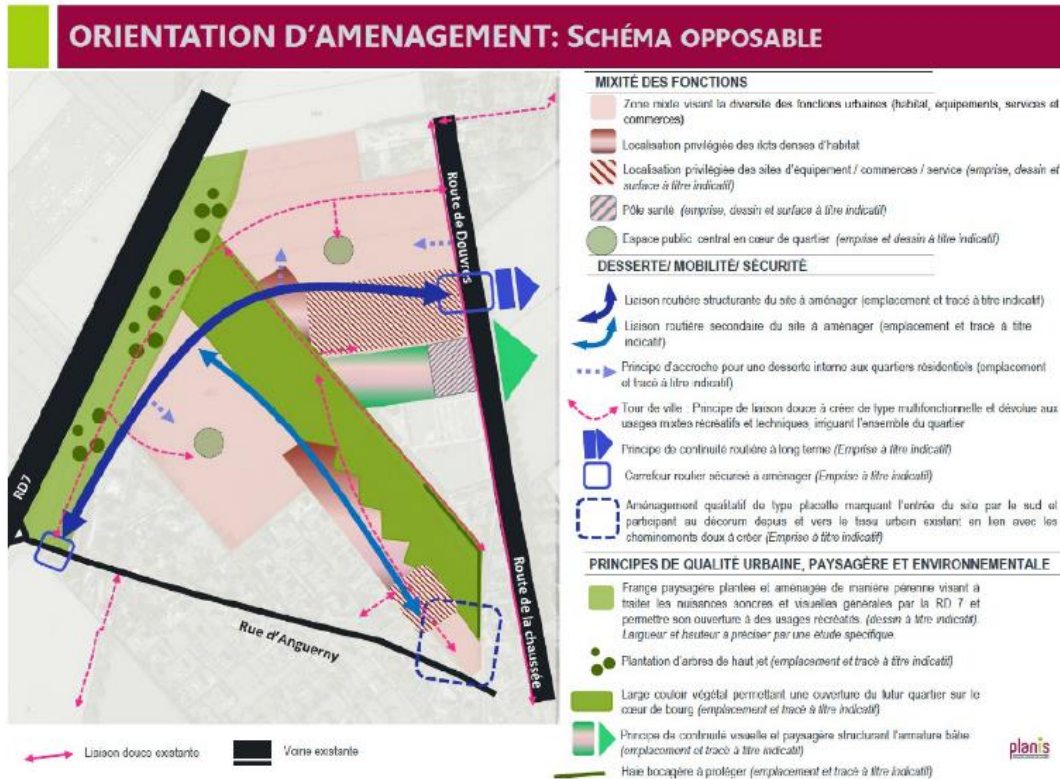 ORIENTATION D'AMENAGEMENT: SCHÉMA OPPOSABLE
RD7
Route de Douvres
Route de la chaussée
Rue d'Anguerny
Liaison douce existante
Voirie existante
MIXITÉ DES FONCTIONS
Zone mixte visant la diversite des fonctions urbaines (habitat, équipements, services et
commerces)
Localisation privilégiée des ilots denses d'habitat
Localisation privilégiée des sites d'équipement / commerces / service (emprise, dessin et
surface à titre indicatif)
Pôle santé (emprise, dessin et surface à titre indicatif)
Espace public central en cœur de quartier (emprise et dessin à titre indicatif)
DESSERTE/ MOBILITÉ/ SÉCURITÉ
Liaison routière structurante du site à aménager (emplacement et tracé à titre indicatif)
Liaison routière secondaire du site à aménager (emplacement et tracé à titre
indicatif)
Principe d'accroche pour une desserte interne aux quartiers résidentiels (emplacement
et tracé à titre indicatif)
Tour de ville : Principe de liaison douce à créer de type multifonctionnelle et dévolue aux
usages mixtes récréatifs et techniques, irriguant l'ensemble du quartier
Principe de continuité routière à long terme (Emprise à titre indicatif)
Carrefour routier sécurisé à aménager (Emprise à titre indicatif)
Aménagement qualitatif de type placette marquant l'entrée du site par le sud et
participant au décorum depuis et vers le tissu urbain existant en lien avec les
cheminements doux à créer (Emprise à titre indicatif)
PRINCIPES DE QUALITÉ URBAINE, PAYSAGÈRE ET ENVIRONNEMENTALE
Frange paysagère plantée et aménagée de manière pérenne visant à
traiter les nuisances sonores et visuelles générales par la RD 7 et
permettre son ouverture à des usages récréatifs. (dessin à titre indicatif).
Largueur et hauteur à préciser par une étude spécifique.
Plantation d'arbres de haut jet (emplacement et tracé à titre indicatif)
Large couloir végétal permettant une ouverture du futur quartier sur le
cœur de bourg (emplacement et tracé à titre indicatif)
Principe de continuité visuelle et paysagère structurant l'armature bâtie
(emplacement et tracé à titre indicatif)
Haie bocagère à protéger (emplacement et tracé à titre indicatif)
planis